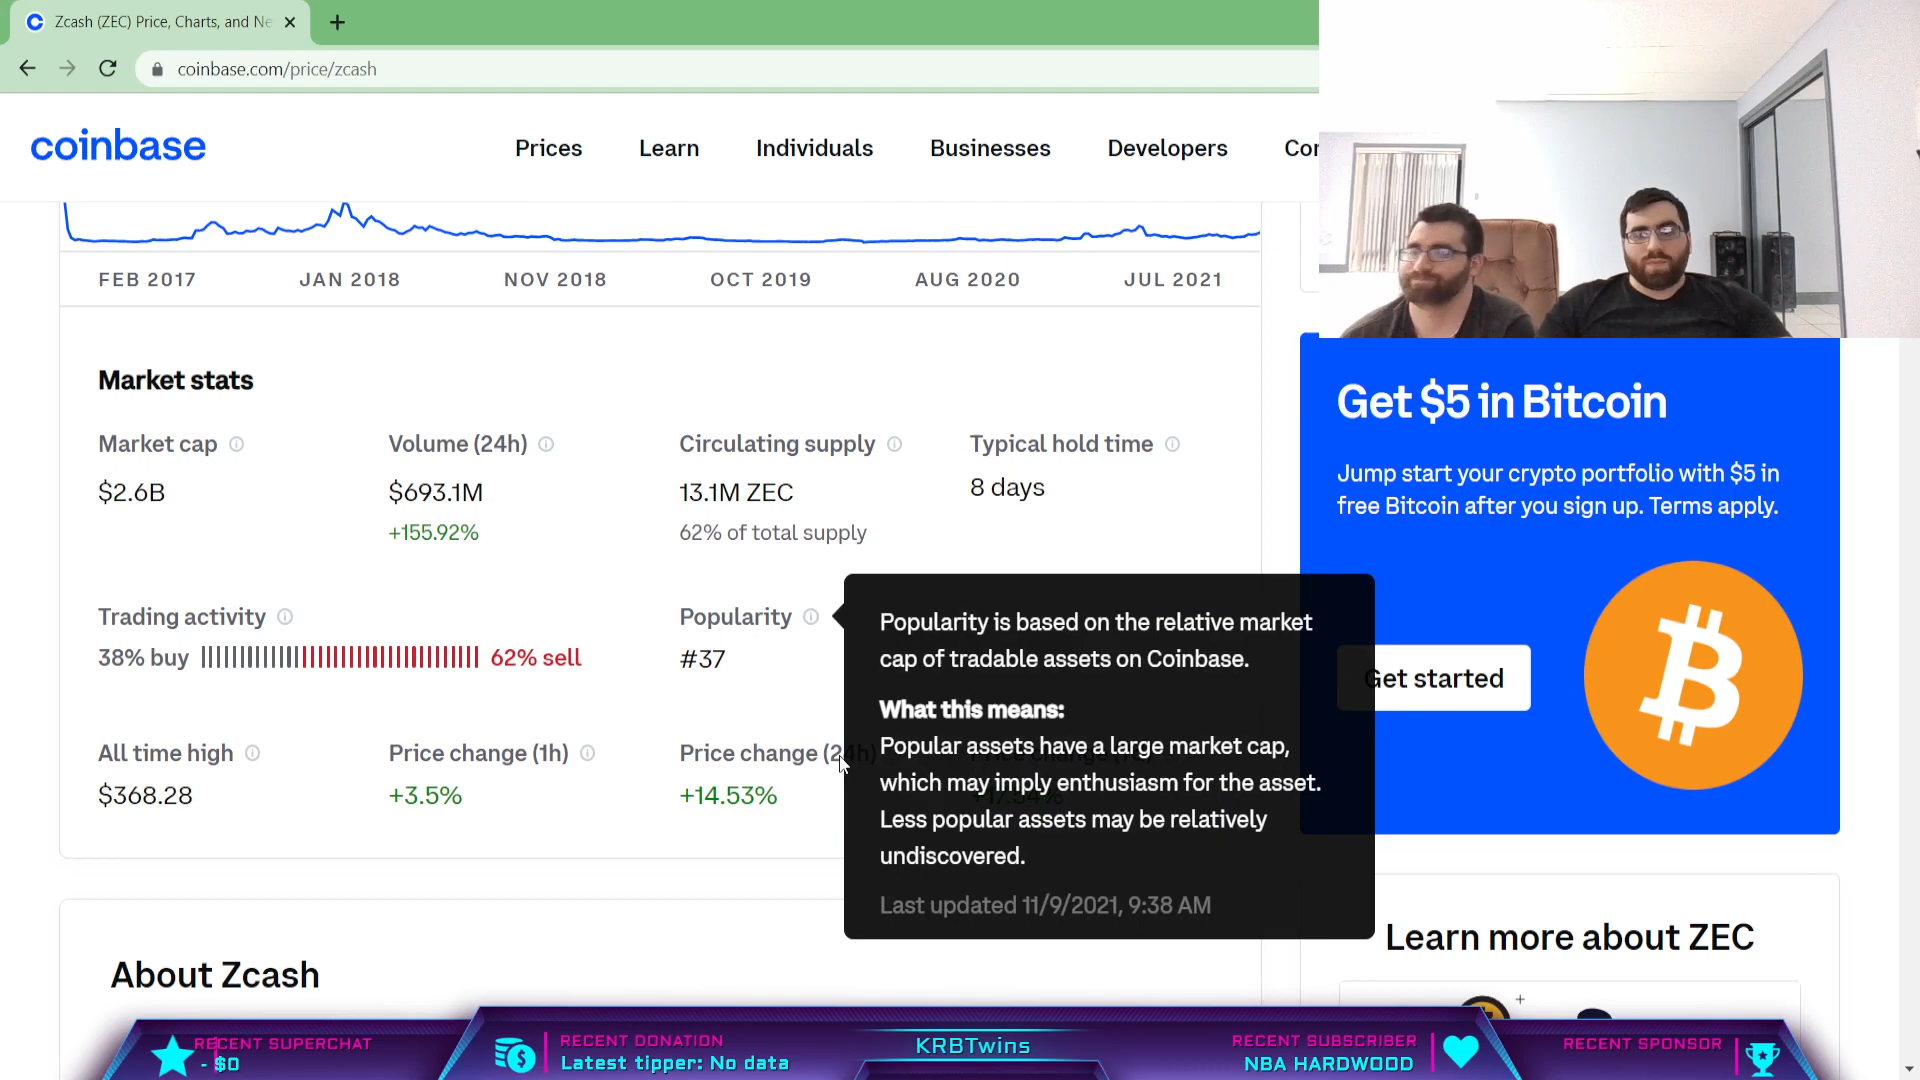 Zcash (ZEC) Price, Charts, and Ne
coinbase.com/price/zcash
coinbase
Prices
Learn
Individuals
Businesses
Developers
Cor
FEB 2017
JAN 2018
NOV 2018
OCT 2019
AUG 2020
JUL 2021
Market stats
Market cap
$2.6B
Volume (24h)
$693.1M
+155.92%
Circulating supply
13.1M ZEC
62% of total supply
Typical hold time
8 days
Trading activity
38% buy
62% sell
Popularity
#37
Popularity is based on the relative market
cap of tradable assets on Coinbase.
What this means:
Popular assets have a large market cap,
which may imply enthusiasm for the asset.
Less popular assets may be relatively
undiscovered.
Last updated 11/9/2021, 9:38 AM
All time high
$368.28
Price change (1h)
+3.5%
Price change (24h)
+14.53%
Get $5 in Bitcoin
Jump start your crypto portfolio with $5 in
free Bitcoin after you sign up. Terms apply.
Get started
About Zcash
Learn more about ZEC
RECENT SUPERCHAT
- $0
RECENT DONATION
Latest tipper: No data
KRBTwins
RECENT SUBSCRIBER
NBA HARDWOOD
RECENT SPONSOR